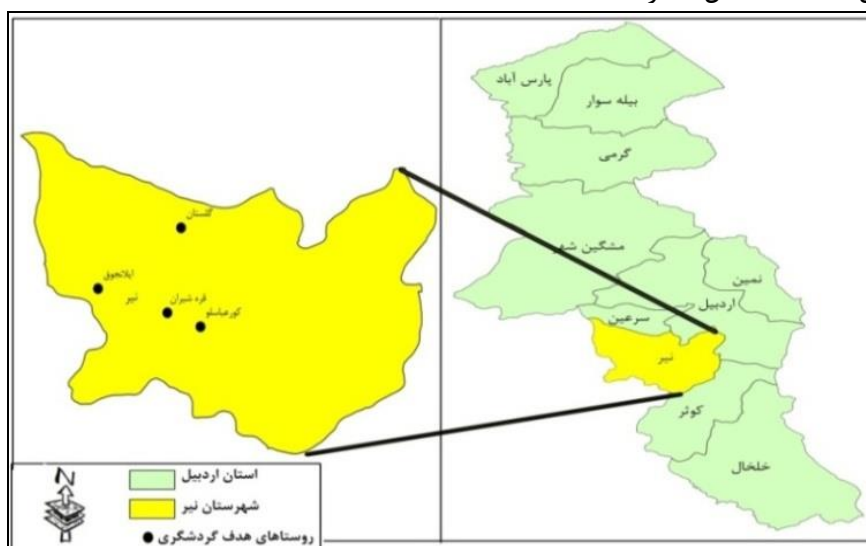 پارس آباد
بیله سوار
گرمی
مشگین شهر
نمین
اردبیل
سرعین
نیر
کوثر
خلخال
گلستان
ایلانجوق
نیر
قره شیران
کورعباسلو
N
استان اردبیل
شهرستان نیر
روستاهای هدف گردشگری